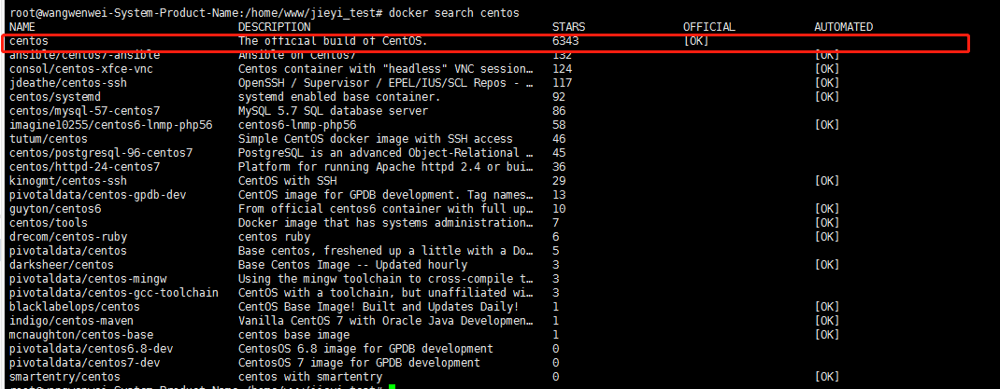 root@wangwenwei-System-Product-Name:/home/www/jieyi_test# docker search centos
NAME DESCRIPTION STARS OFFICIAL AUTOMATED
centos The official build of CentOS. 6343 [OK]
ansible/centos7-ansible Ansible on Centos7 132 [OK]
consol/centos-xfce-vnc Centos container with "headless" VNC session… 124 [OK]
jdeathe/centos-ssh OpenSSH / Supervisor / EPEL/IUS/SCL Repos - … 117 [OK]
centos/systemd systemd enabled base container. 92 [OK]
centos/mysql-57-centos7 MySQL 5.7 SQL database server 86
imagine10255/centos6-lnmp-php56 centos6-lnmp-php56 58 [OK]
tutum/centos Simple CentOS docker image with SSH access 46
centos/postgresql-96-centos7 PostgreSQL is an advanced Object-Relational … 45
centos/httpd-24-centos7 Platform for running Apache httpd 2.4 or bui… 36
kinogmt/centos-ssh CentOS with SSH 29 [OK]
pivotaldata/centos-gpdb-dev CentOS image for GPDB development. Tag names… 13
guyton/centos6 From official centos6 container with full up… 10 [OK]
centos/tools Docker image that has systems administration… 7 [OK]
drecom/centos-ruby centos ruby 6 [OK]
pivotaldata/centos Base centos, freshened up a little with a Do… 5
darksheer/centos Base Centos Image -- Updated hourly 3 [OK]
pivotaldata/centos-mingw Using the mingw toolchain to cross-compile t… 3
pivotaldata/centos-gcc-toolchain CentOS with a toolchain, but unaffiliated wi… 3
blacklabelops/centos CentOS Base Image! Built and Updates Daily! 1 [OK]
indigo/centos-maven Vanilla CentOS 7 with Oracle Java Developmen… 1 [OK]
mcnaughton/centos-base centos base image 1 [OK]
pivotaldata/centos6.8-dev CentosOS 6.8 image for GPDB development 0
pivotaldata/centos7-dev CentosOS 7 image for GPDB development 0
smartentry/centos centos with smartentry 0 [OK]
root@wangwenwei-System-Product-Name:/home/www/jieyi_test#